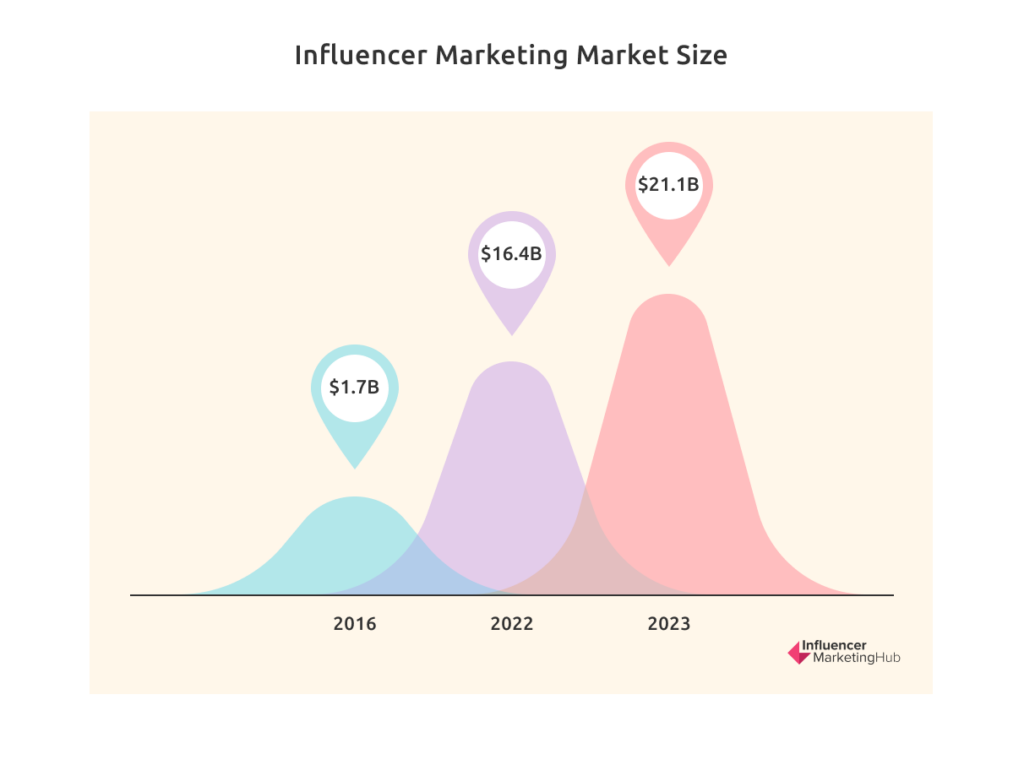 Influencer Marketing Market Size
$21.1B
$16.4B
$1.7B
2016 2022 2023
Influencer
MarketingHub